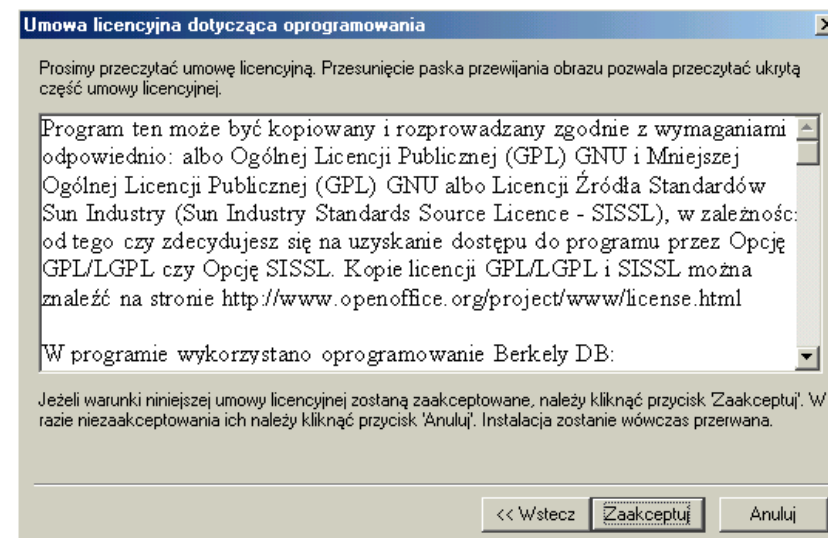 Umowa licencyjna dotycząca oprogramowania
Prosimy przeczytać umowę licencyjną. Przesunięcie paska przewijania obrazu pozwala przeczytać ukrytą
część umowy licencyjnej.
Program ten może być kopiowany i rozprowadzany zgodnie z wymaganiami
odpowiednio: albo Ogólnej Licencji Publicznej (GPL) GNU i Mniejszej
Ogólnej Licencji Publicznej (GPL) GNU albo Licencji Źródła Standardów
Sun Industry (Sun Industry Standards Source Licence - SISSL), w zależnośc
od tego czy zdecydujesz się na uzyskanie dostępu do programu przez Opcję
GPL/LGPL czy Opcję SISSL. Kopie licencji GPL/LGPL i SISSL można
znaleźć na stronie http://www.openoffice.org/project/www/license.html
W programie wykorzystano oprogramowanie Berkely DB:
Jeżeli warunki niniejszej umowy licencyjnej zostaną zaakceptowane, należy kliknąć przycisk 'Zaakceptuj'. W
razie niezaakceptowania ich należy kliknąć przycisk 'Anuluj'. Instalacja zostanie wówczas przerwana.
<< Wstecz Zaakceptuj Anuluj